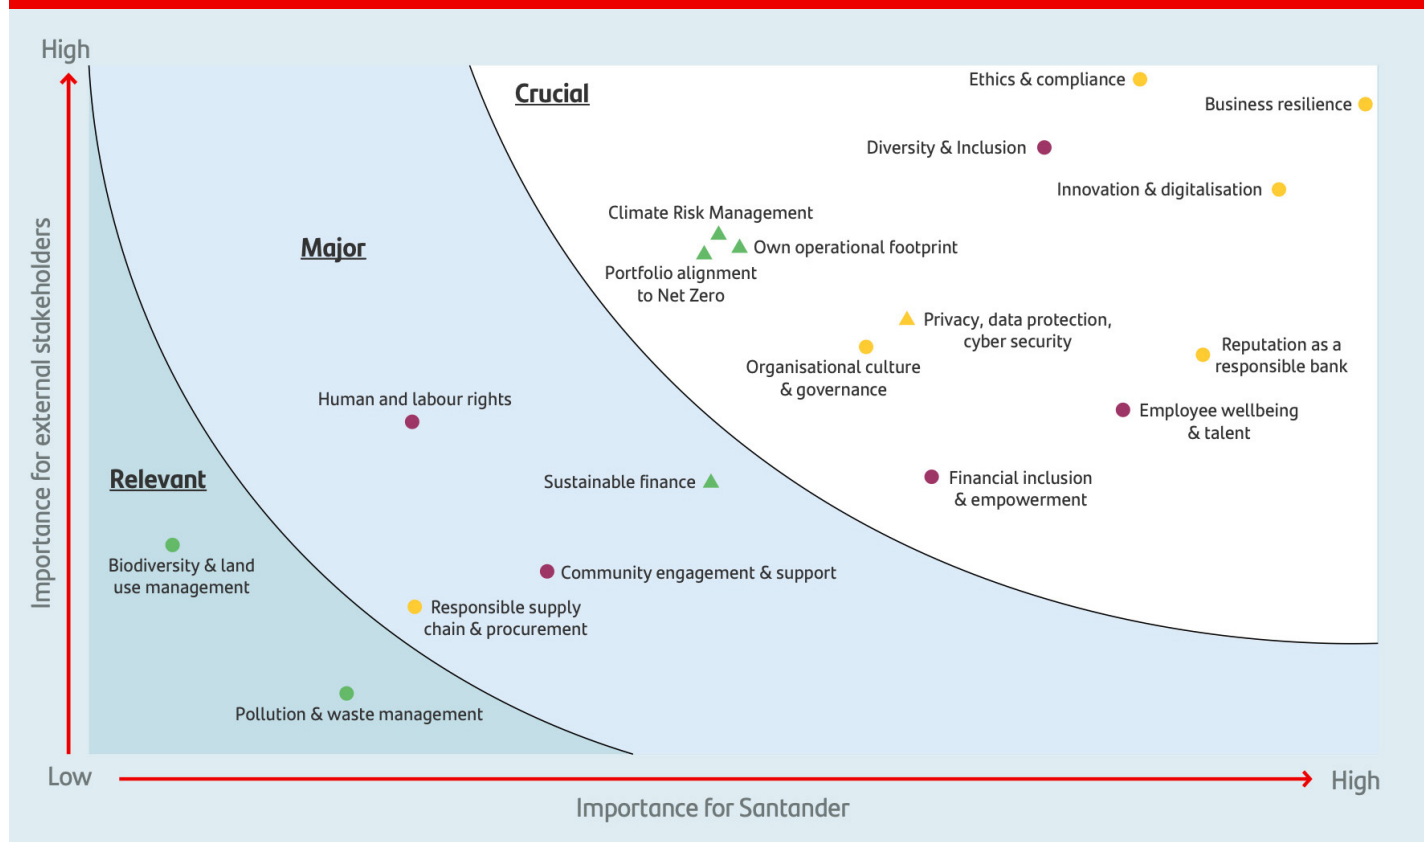 High
Crucial
Ethics & compliance
Business resilience
Diversity & Inclusion
Innovation & digitalisation
Climate Risk Management
Own operational footprint
Portfolio alignment
to Net Zero
Major
Privacy, data protection,
cyber security
Organisational culture
& governance
Reputation as a
responsible bank
Human and labour rights
Employee wellbeing
& talent
Relevant
Sustainable finance
Financial inclusion
& empowerment
Biodiversity & land
use management
Community engagement & support
Responsible supply
chain & procurement
Pollution & waste management
Importance for external stakeholders
Low
High
Importance for Santander